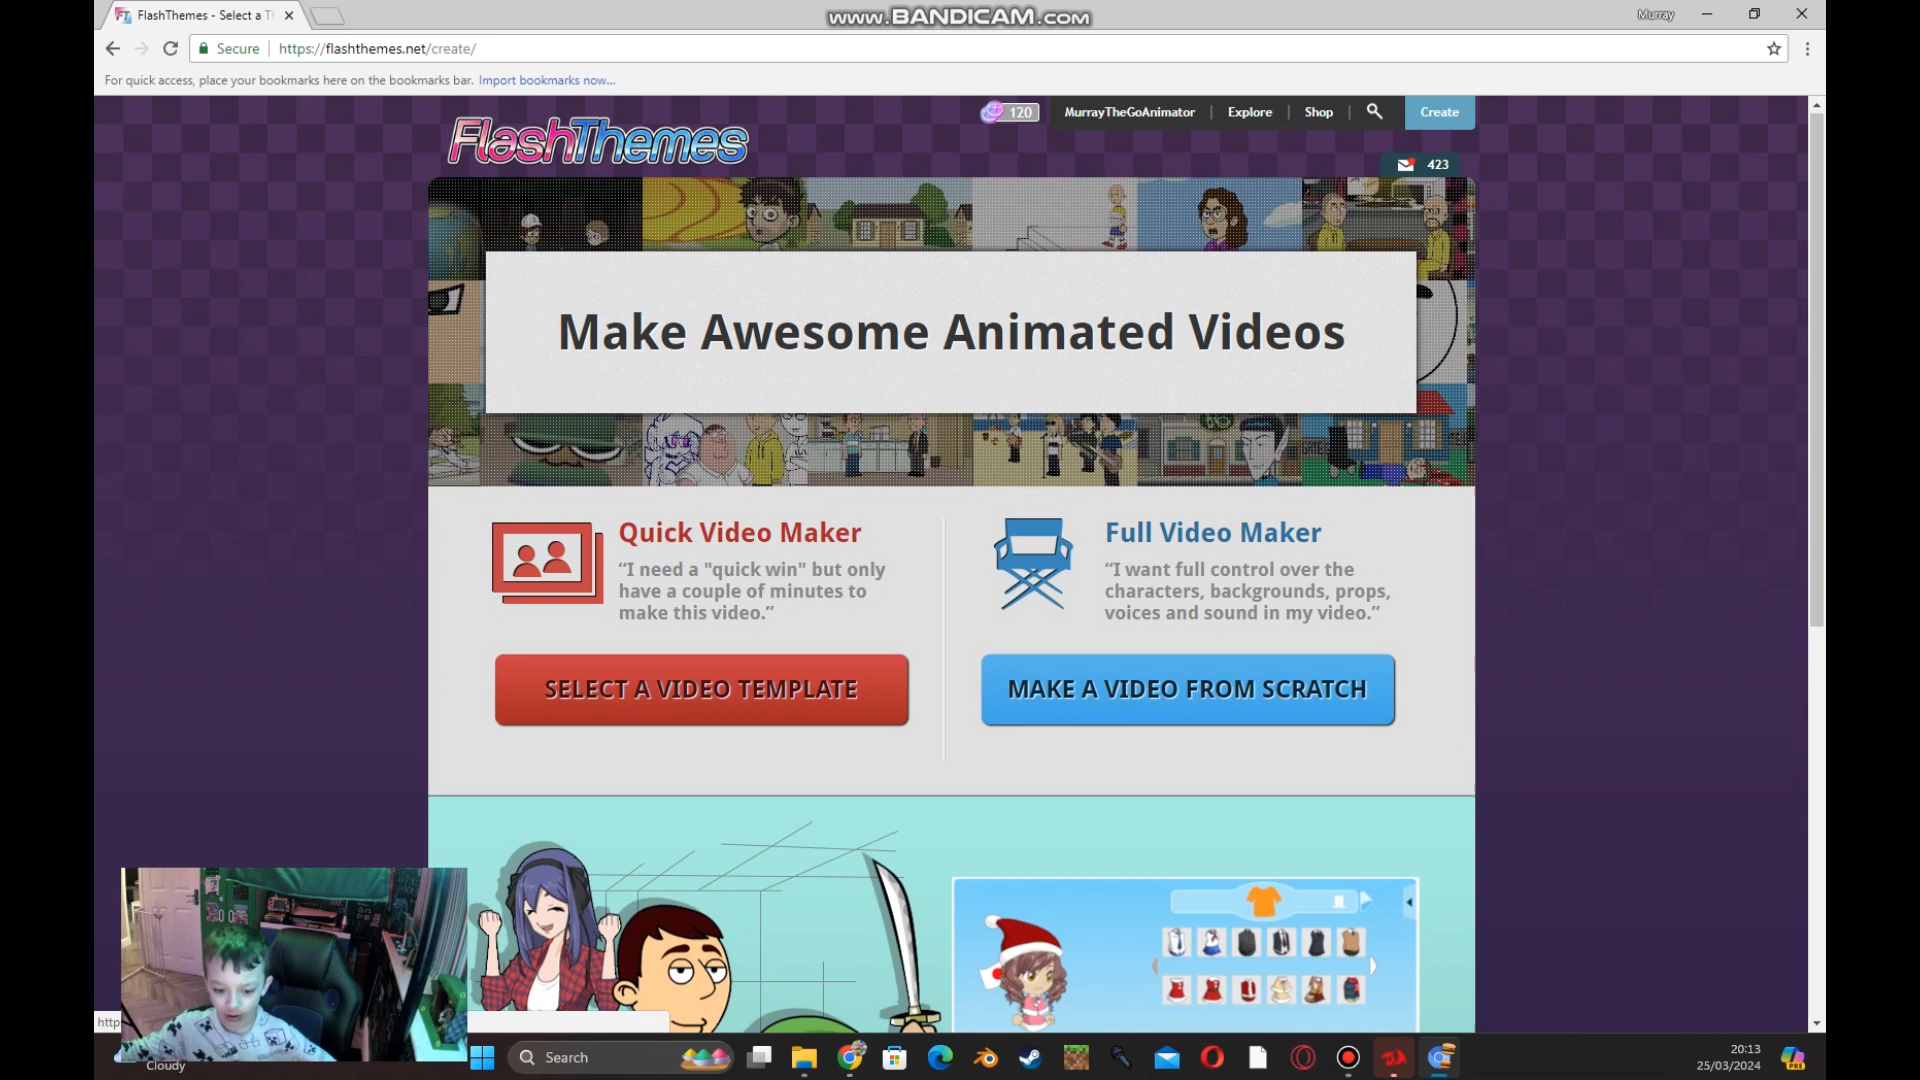 FlashThemes - Select a Th
www.BANDICAM.com
Murray
Secure
https://flashthemes.net/create/
For quick access, place your bookmarks here on the bookmarks bar. Import bookmarks now...
120
MurrayTheGoAnimator
Explore
Shop
Create
FlashThemes
423
Make Awesome Animated Videos
Quick Video Maker
“I need a "quick win" but only
have a couple of minutes to
make this video.”
SELECT A VIDEO TEMPLATE
Full Video Maker
“I want full control over the
characters, backgrounds, props,
voices and sound in my video.”
MAKE A VIDEO FROM SCRATCH
http
Cloudy
Search
20:13
25/03/2024
PRE